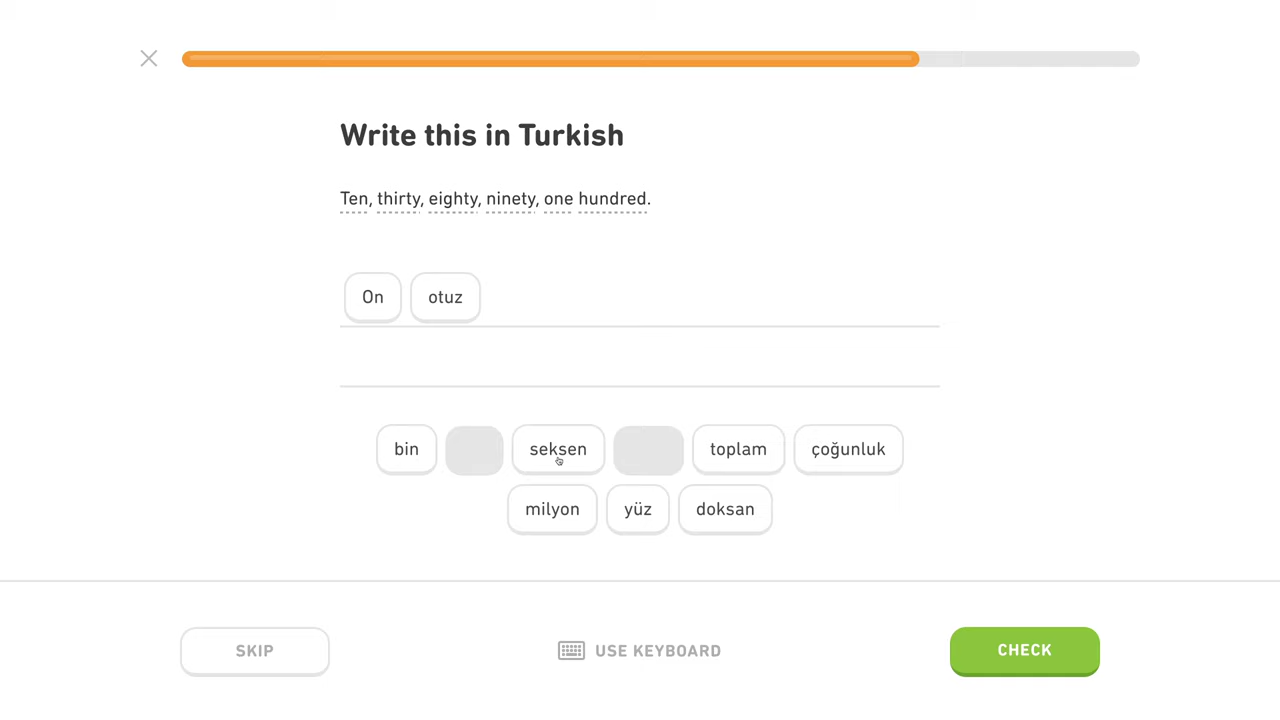 Write this in Turkish
Ten, thirty, eighty, ninety, one hundred.
On otuz
bin seksen toplam çoğunluk
milyon yüz doksan
SKIP USE KEYBOARD CHECK